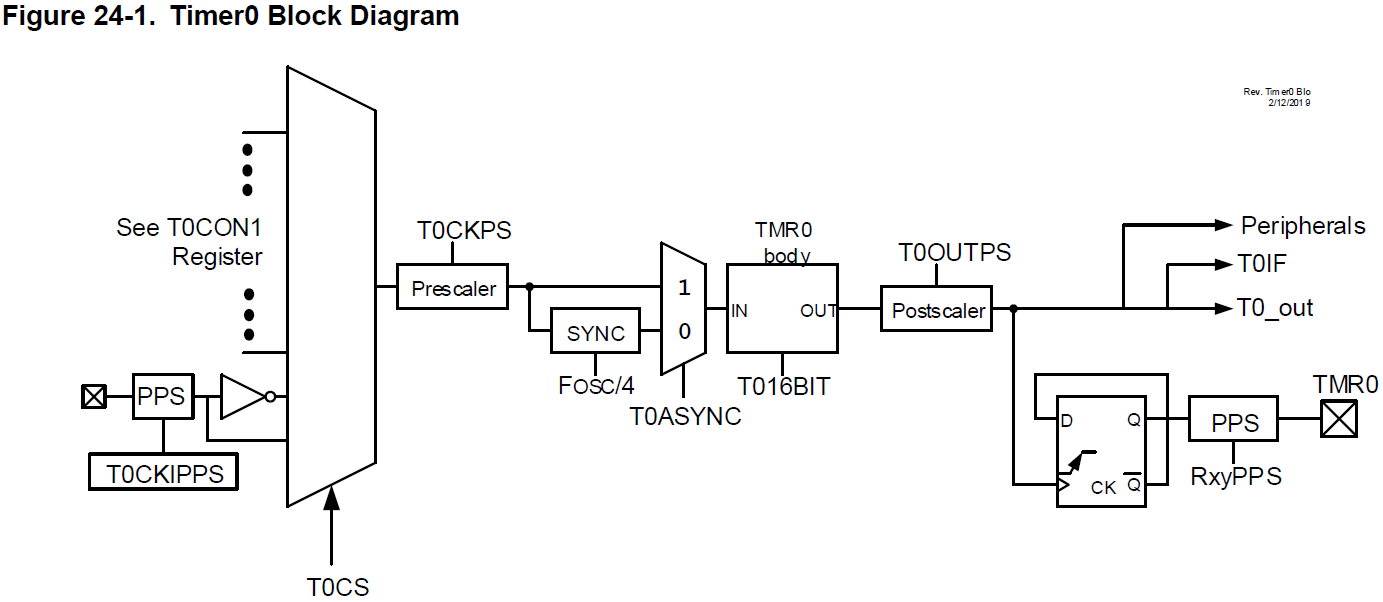 Figure 24-1. Timer0 Block Diagram
Rev. Timer0 Blo
2/12/2019
See T0CON1
Register
PPS
T0CKIPPS
T0CS
T0CKPS
Prescaler
SYNC
FOSC/4
1
0
T0ASYNC
TMR0
body
IN
OUT
T016BIT
T0OUTPS
Postscaler
Peripherals
T0IF
T0_out
D
Q
CK
Q
PPS
RxyPPS
TMR0